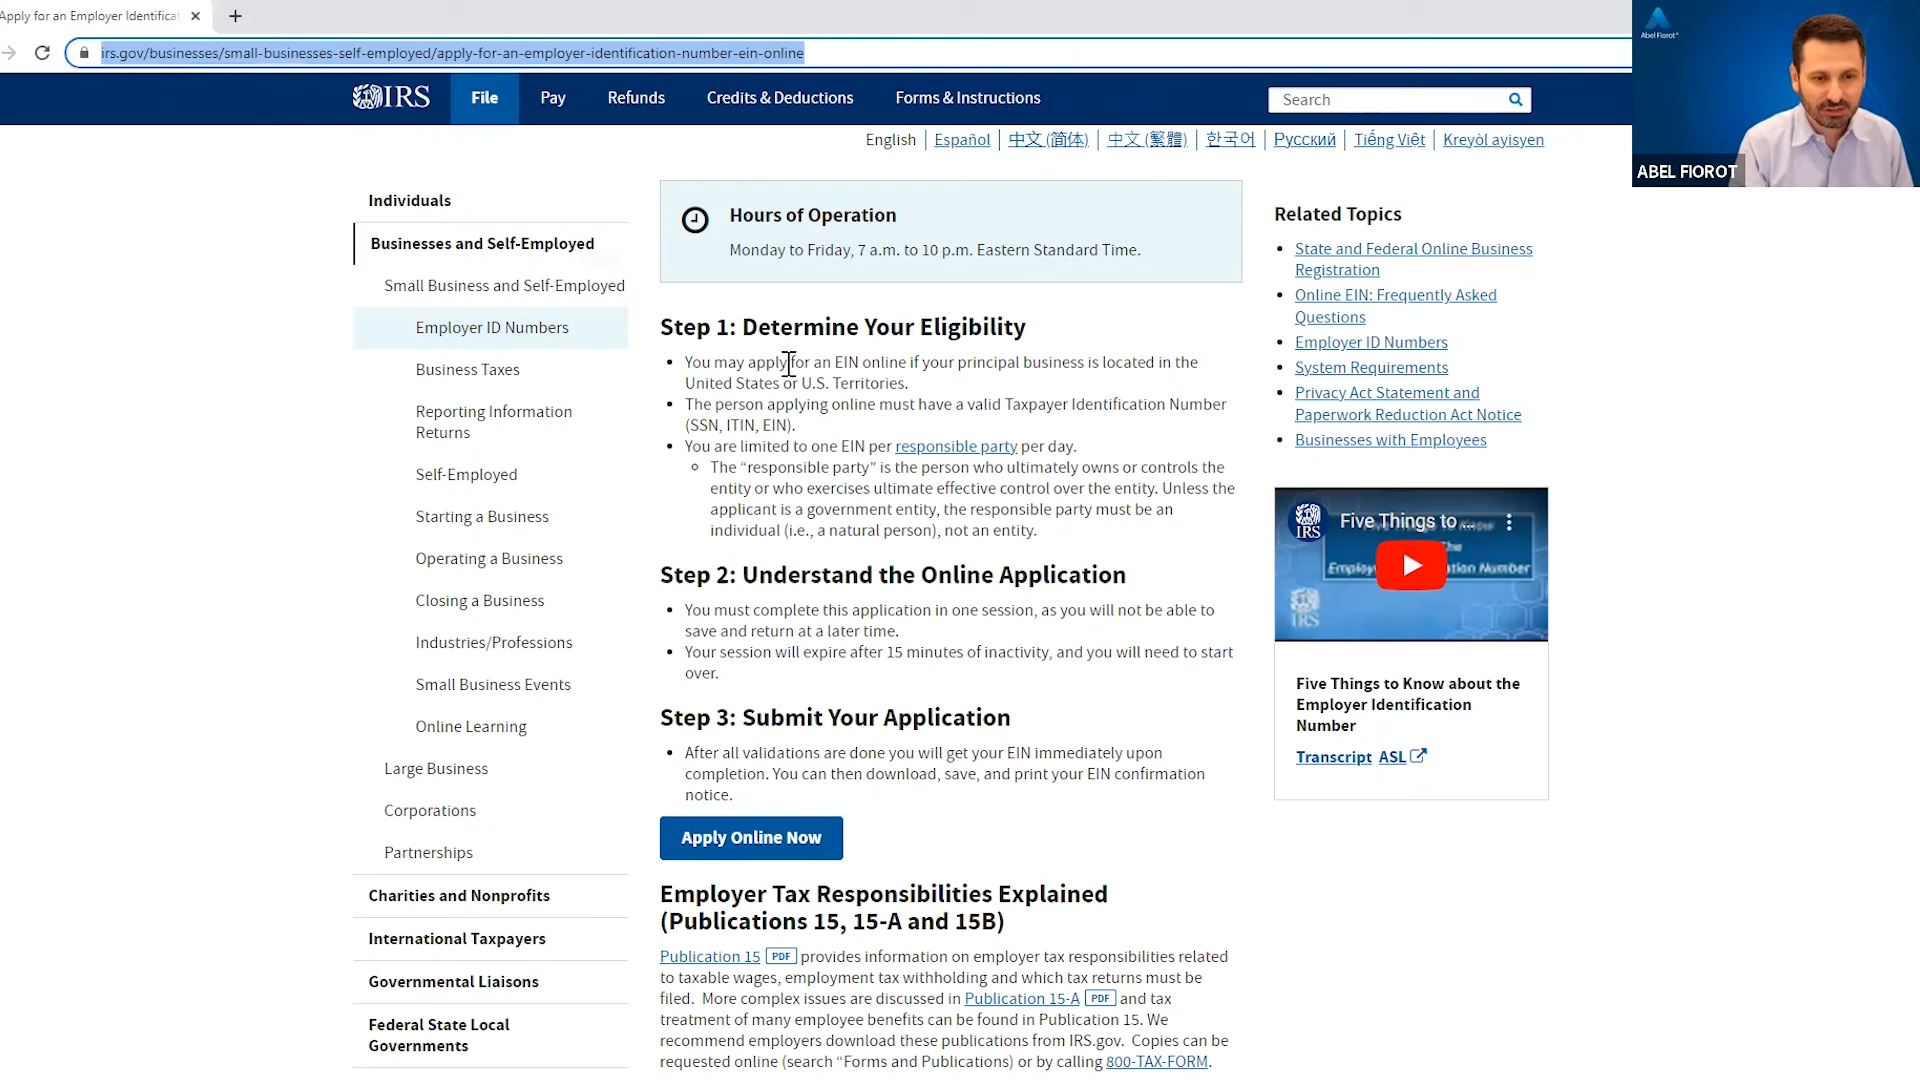 Apply for an Employer Identificat
irs.gov/businesses/small-businesses-self-employed/apply-for-an-employer-identification-number-ein-online
Abel Fiorot
ABEL FIOROT
IRS
File
Pay
Refunds
Credits & Deductions
Forms & Instructions
Search
English
Español
中文 (简体)
中文 (繁體)
한국어
Русский
Tiếng Việt
Kreyòl ayisyen
Individuals
Businesses and Self-Employed
Small Business and Self-Employed
Employer ID Numbers
Business Taxes
Reporting Information
Returns
Self-Employed
Starting a Business
Operating a Business
Closing a Business
Industries/Professions
Small Business Events
Online Learning
Large Business
Corporations
Partnerships
Charities and Nonprofits
International Taxpayers
Governmental Liaisons
Federal State Local
Governments
Hours of Operation
Monday to Friday, 7 a.m. to 10 p.m. Eastern Standard Time.
Step 1: Determine Your Eligibility
You may apply for an EIN online if your principal business is located in the
United States or U.S. Territories.
The person applying online must have a valid Taxpayer Identification Number
(SSN, ITIN, EIN).
You are limited to one EIN per responsible party per day.
The “responsible party” is the person who ultimately owns or controls the
entity or who exercises ultimate effective control over the entity. Unless the
applicant is a government entity, the responsible party must be an
individual (i.e., a natural person), not an entity.
Step 2: Understand the Online Application
You must complete this application in one session, as you will not be able to
save and return at a later time.
Your session will expire after 15 minutes of inactivity, and you will need to start
over.
Step 3: Submit Your Application
After all validations are done you will get your EIN immediately upon
completion. You can then download, save, and print your EIN confirmation
notice.
Apply Online Now
Employer Tax Responsibilities Explained
(Publications 15, 15-A and 15B)
Publication 15 PDF provides information on employer tax responsibilities related
to taxable wages, employment tax withholding and which tax returns must be
filed. More complex issues are discussed in Publication 15-A PDF and tax
treatment of many employee benefits can be found in Publication 15. We
recommend employers download these publications from IRS.gov. Copies can be
requested online (search “Forms and Publications) or by calling 800-TAX-FORM.
Related Topics
State and Federal Online Business
Registration
Online EIN: Frequently Asked
Questions
Employer ID Numbers
System Requirements
Privacy Act Statement and
Paperwork Reduction Act Notice
Businesses with Employees
IRS
Five Things to ...
IRS
Five Things to Know about the
Employer Identification
Number
Transcript
ASL